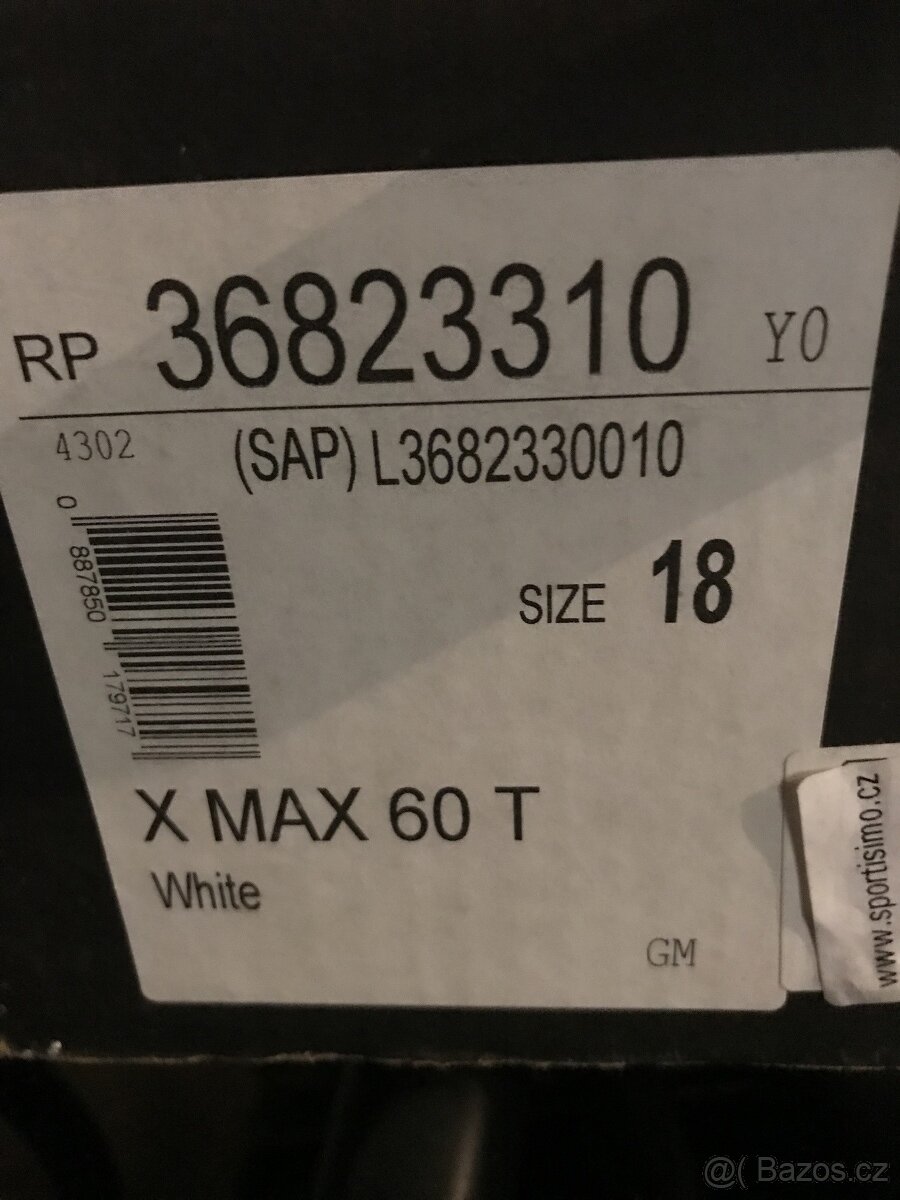 RP 36823310 Y0
4302 (SAP) L3682330010
0 887850 179717
SIZE 18
X MAX 60 T
White
GM
www.sportisimo.cz
@( Bazos.cz